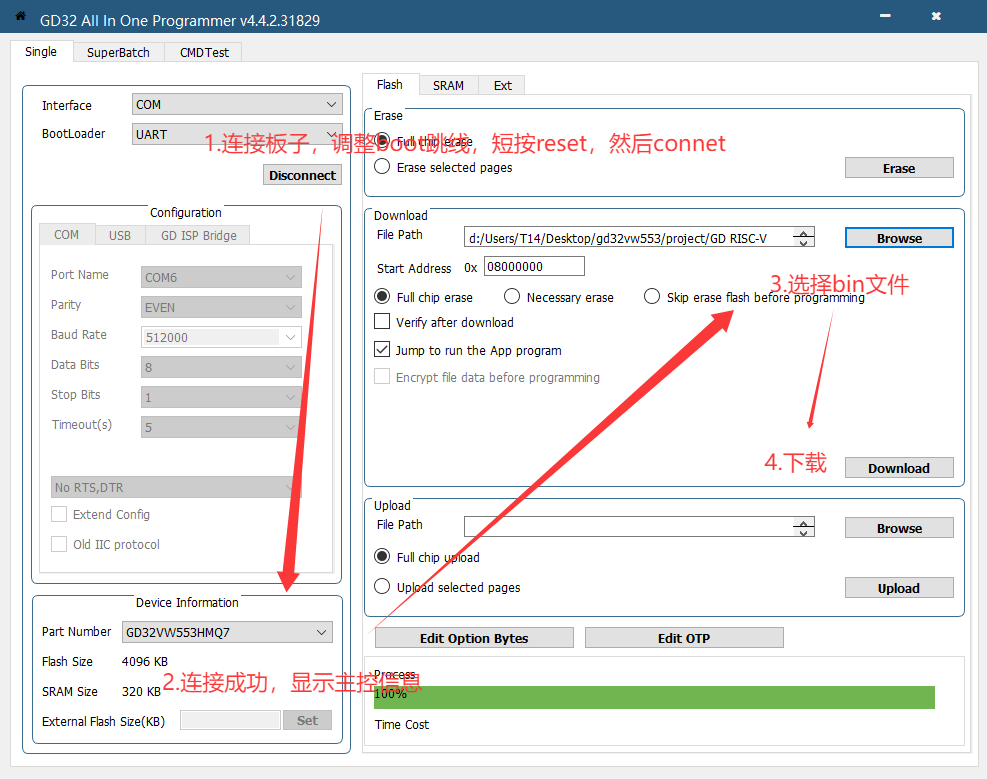 GD32 All In One Programmer v4.4.2.31829
Single
SuperBatch
CMDTest
Interface
COM
BootLoader
UART
Disconnect
Configuration
COM
USB
GD ISP Bridge
Port Name
COM6
Parity
EVEN
Baud Rate
512000
Data Bits
8
Stop Bits
1
Timeout(s)
5
No RTS,DTR
Extend Config
Old IIC protocol
Device Information
Part Number
GD32VW553HMQ7
Flash Size
4096 KB
SRAM Size
320 KB
External Flash Size(KB)
Set
Flash
SRAM
Ext
Erase
Full chip erase
1.连接板子，调整boot跳线，短按reset，然后connet
Erase selected pages
Erase
Download
File Path
d:/Users/T14/Desktop/gd32vw553/project/GD RISC-V
Browse
Start Address
0x
08000000
3.选择bin文件
Full chip erase
Necessary erase
Skip erase flash before programming
Verify after download
Jump to run the App program
Encrypt file data before programming
4.下载
Download
Upload
File Path
Browse
Full chip upload
Upload selected pages
Upload
Edit Option Bytes
Edit OTP
Process
2.连接成功，显示主控信息
100%
Time Cost